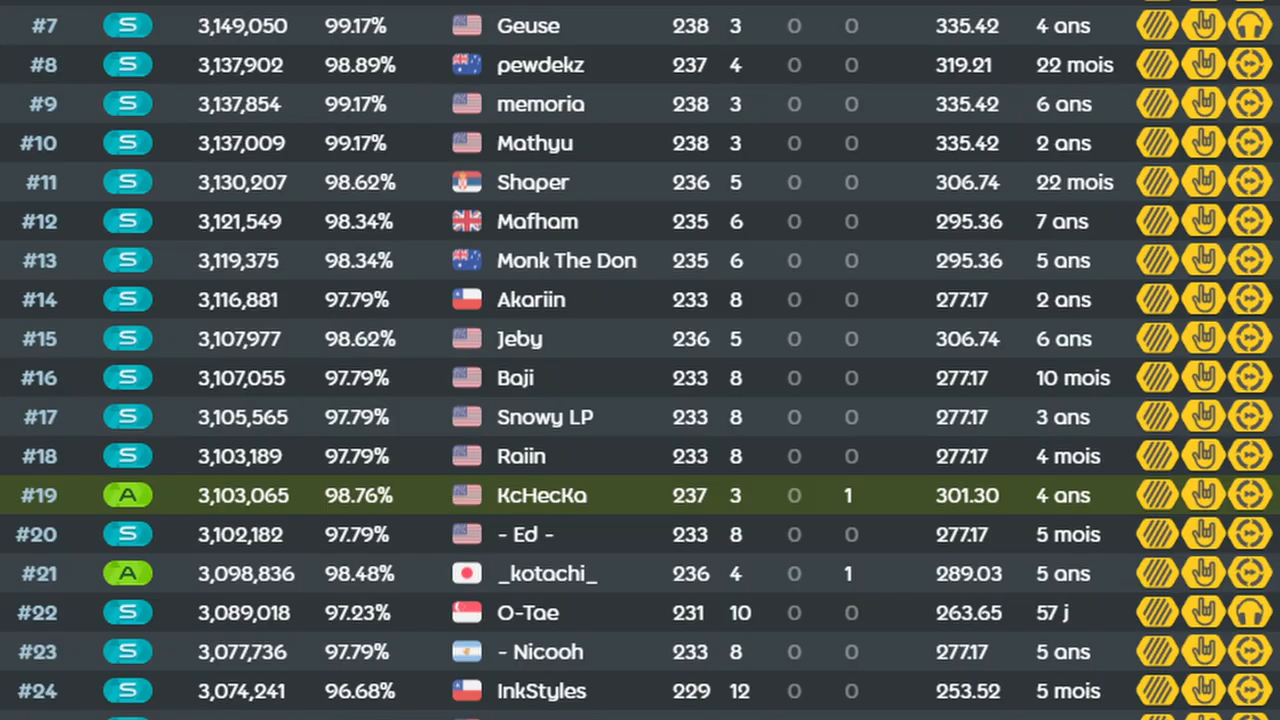 #7 S 3,149,050 99.17% Geuse 238 3 0 0 335.42 4 ans
#8 S 3,137,902 98.89% pewdekz 237 4 0 0 319.21 22 mois
#9 S 3,137,854 99.17% memoria 238 3 0 0 335.42 6 ans
#10 S 3,137,009 99.17% Mathyu 238 3 0 0 335.42 2 ans
#11 S 3,130,207 98.62% Shaper 236 5 0 0 306.74 22 mois
#12 S 3,121,549 98.34% Mafham 235 6 0 0 295.36 7 ans
#13 S 3,119,375 98.34% Monk The Don 235 6 0 0 295.36 5 ans
#14 S 3,116,881 97.79% Akariin 233 8 0 0 277.17 2 ans
#15 S 3,107,977 98.62% Jeby 236 5 0 0 306.74 6 ans
#16 S 3,107,055 97.79% Baji 233 8 0 0 277.17 10 mois
#17 S 3,105,565 97.79% Snowy LP 233 8 0 0 277.17 3 ans
#18 S 3,103,189 97.79% Raiin 233 8 0 0 277.17 4 mois
#19 A 3,103,065 98.76% KcHecKa 237 3 0 1 301.30 4 ans
#20 S 3,102,182 97.79% - Ed - 233 8 0 0 277.17 5 mois
#21 A 3,098,836 98.48% _kotachi_ 236 4 0 1 289.03 5 ans
#22 S 3,089,018 97.23% O-Tae 231 10 0 0 263.65 57 j
#23 S 3,077,736 97.79% - Nicooh 233 8 0 0 277.17 5 ans
#24 S 3,074,241 96.68% InkStyles 229 12 0 0 253.52 5 mois